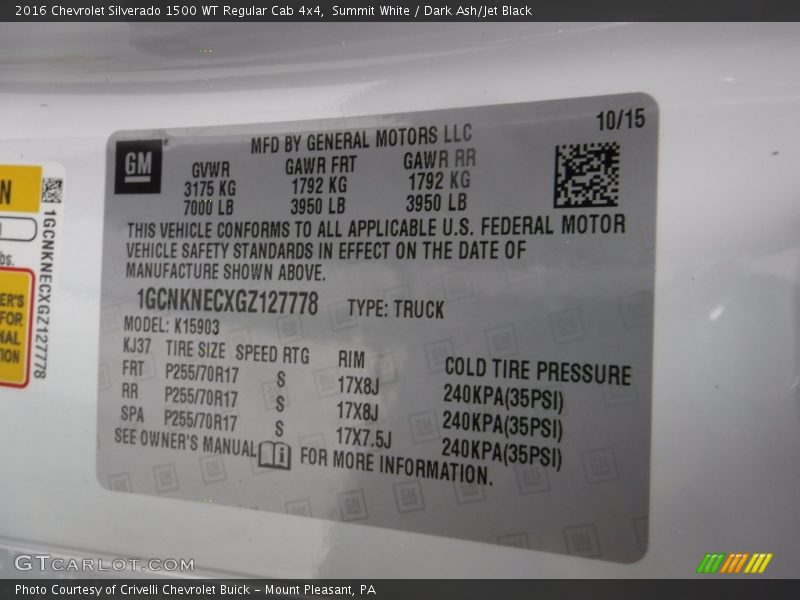 2016 Chevrolet Silverado 1500 WT Regular Cab 4x4, Summit White / Dark Ash/Jet Black
10/15
GM
MFD BY GENERAL MOTORS LLC
GVWR GAWR FRT GAWR RR
3175 KG 1792 KG 1792 KG
7000 LB 3950 LB 3950 LB
THIS VEHICLE CONFORMS TO ALL APPLICABLE U.S. FEDERAL MOTOR
VEHICLE SAFETY STANDARDS IN EFFECT ON THE DATE OF
MANUFACTURE SHOWN ABOVE.
1GCNKNECXGZ127778 TYPE: TRUCK
MODEL: K15903
KJ37 TIRE SIZE SPEED RTG RIM COLD TIRE PRESSURE
FRT P255/70R17 S 17X8J 240KPA(35PSI)
RR P255/70R17 S 17X8J 240KPA(35PSI)
SPA P255/70R17 S 17X7.5J 240KPA(35PSI)
SEE OWNER'S MANUAL i FOR MORE INFORMATION.
N
bs.
ER'S
FOR
NAL
TION
1GCNKNECXGZ127778
GTCARLOT.COM
Photo Courtesy of Crivelli Chevrolet Buick - Mount Pleasant, PA